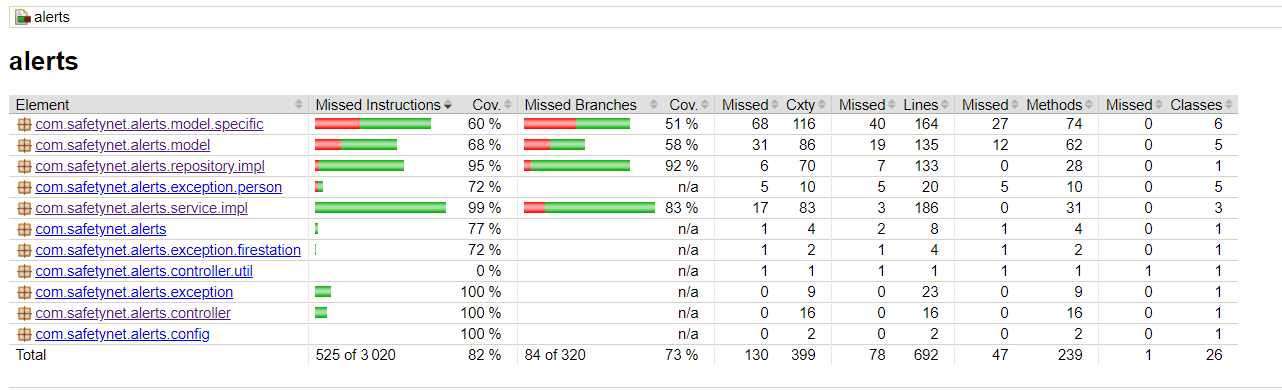 alerts
alerts
Element Missed Instructions Cov. Missed Branches Cov. Missed Cxty Missed Lines Missed Methods Missed Classes
com.safetynet.alerts.model.specific 60 % 51 % 68 116 40 164 27 74 0 6
com.safetynet.alerts.model 68 % 58 % 31 86 19 135 12 62 0 5
com.safetynet.alerts.repository.impl 95 % 92 % 6 70 7 133 0 28 0 1
com.safetynet.alerts.exception.person 72 % n/a 5 10 5 20 5 10 0 5
com.safetynet.alerts.service.impl 99 % 83 % 17 83 3 186 0 31 0 3
com.safetynet.alerts 77 % n/a 1 4 2 8 1 4 0 1
com.safetynet.alerts.exception.firestation 72 % n/a 1 2 1 4 1 2 0 1
com.safetynet.alerts.controller.util 0 % n/a 1 1 1 1 1 1 1 1
com.safetynet.alerts.exception 100 % n/a 0 9 0 23 0 9 0 1
com.safetynet.alerts.controller 100 % n/a 0 16 0 16 0 16 0 1
com.safetynet.alerts.config 100 % n/a 0 2 0 2 0 2 0 1
Total 525 of 3 020 82 % 84 of 320 73 % 130 399 78 692 47 239 1 26